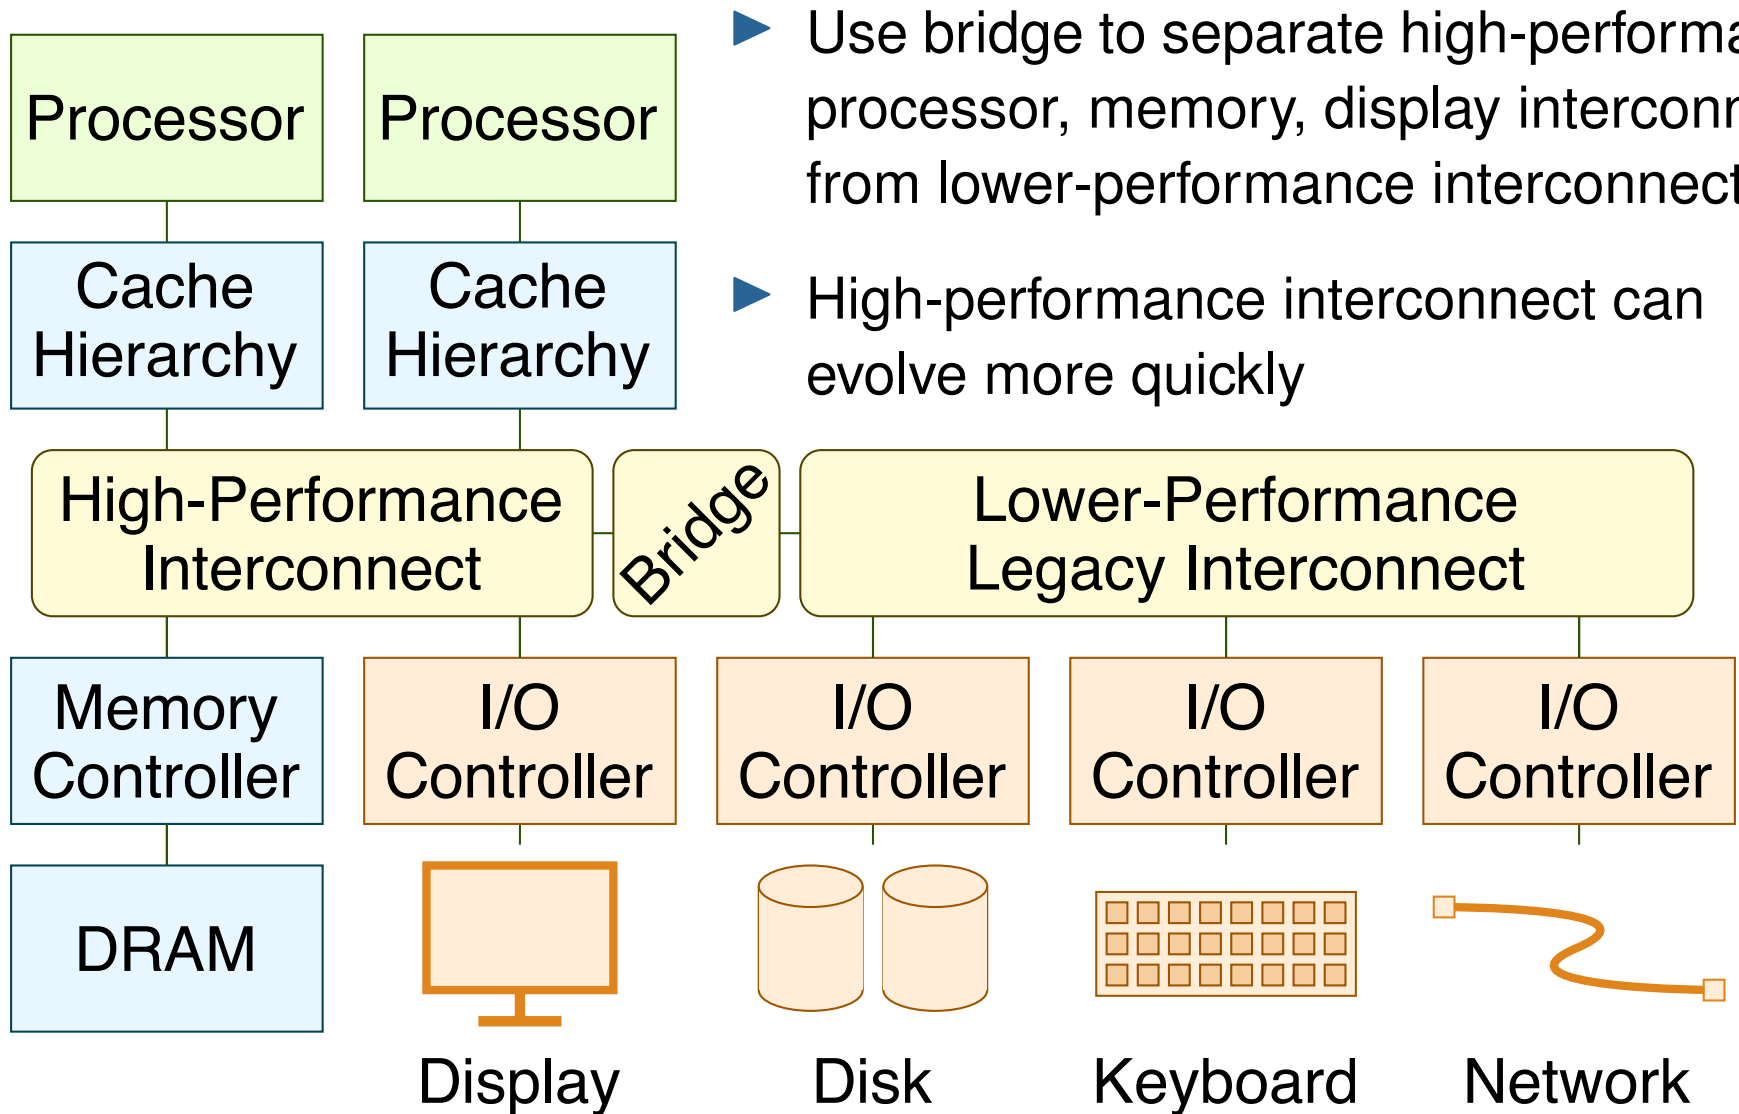 Use bridge to separate high-performa
processor, memory, display interconn
from lower-performance interconnect
High-performance interconnect can
evolve more quickly
Processor
Processor
Cache
Hierarchy
Cache
Hierarchy
High-Performance
Interconnect
Bridge
Lower-Performance
Legacy Interconnect
Memory
Controller
I/O
Controller
I/O
Controller
I/O
Controller
I/O
Controller
DRAM
Display
Disk
Keyboard
Network